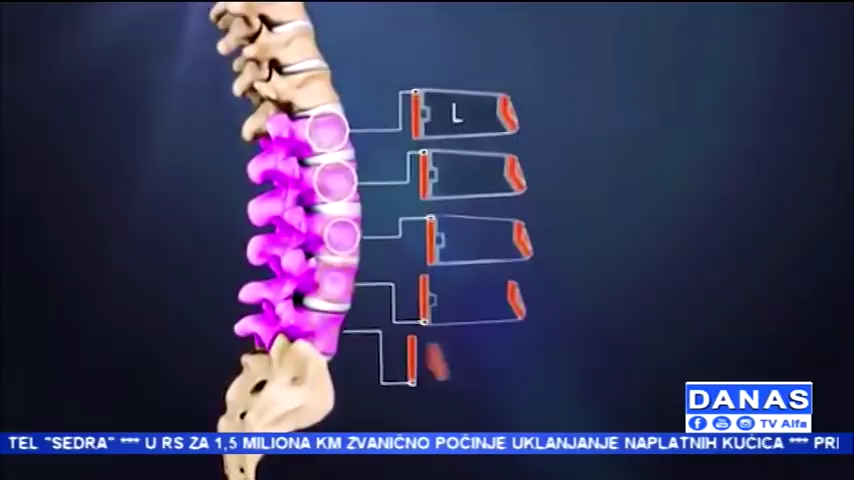 L
DANAS
TV Alfa
TEL "SEDRA" *** U RS ZA 1,5 MILIONA KM ZVANIČNO POČINJE UKLANJANJE NAPLATNIH KUĆICA *** PRI